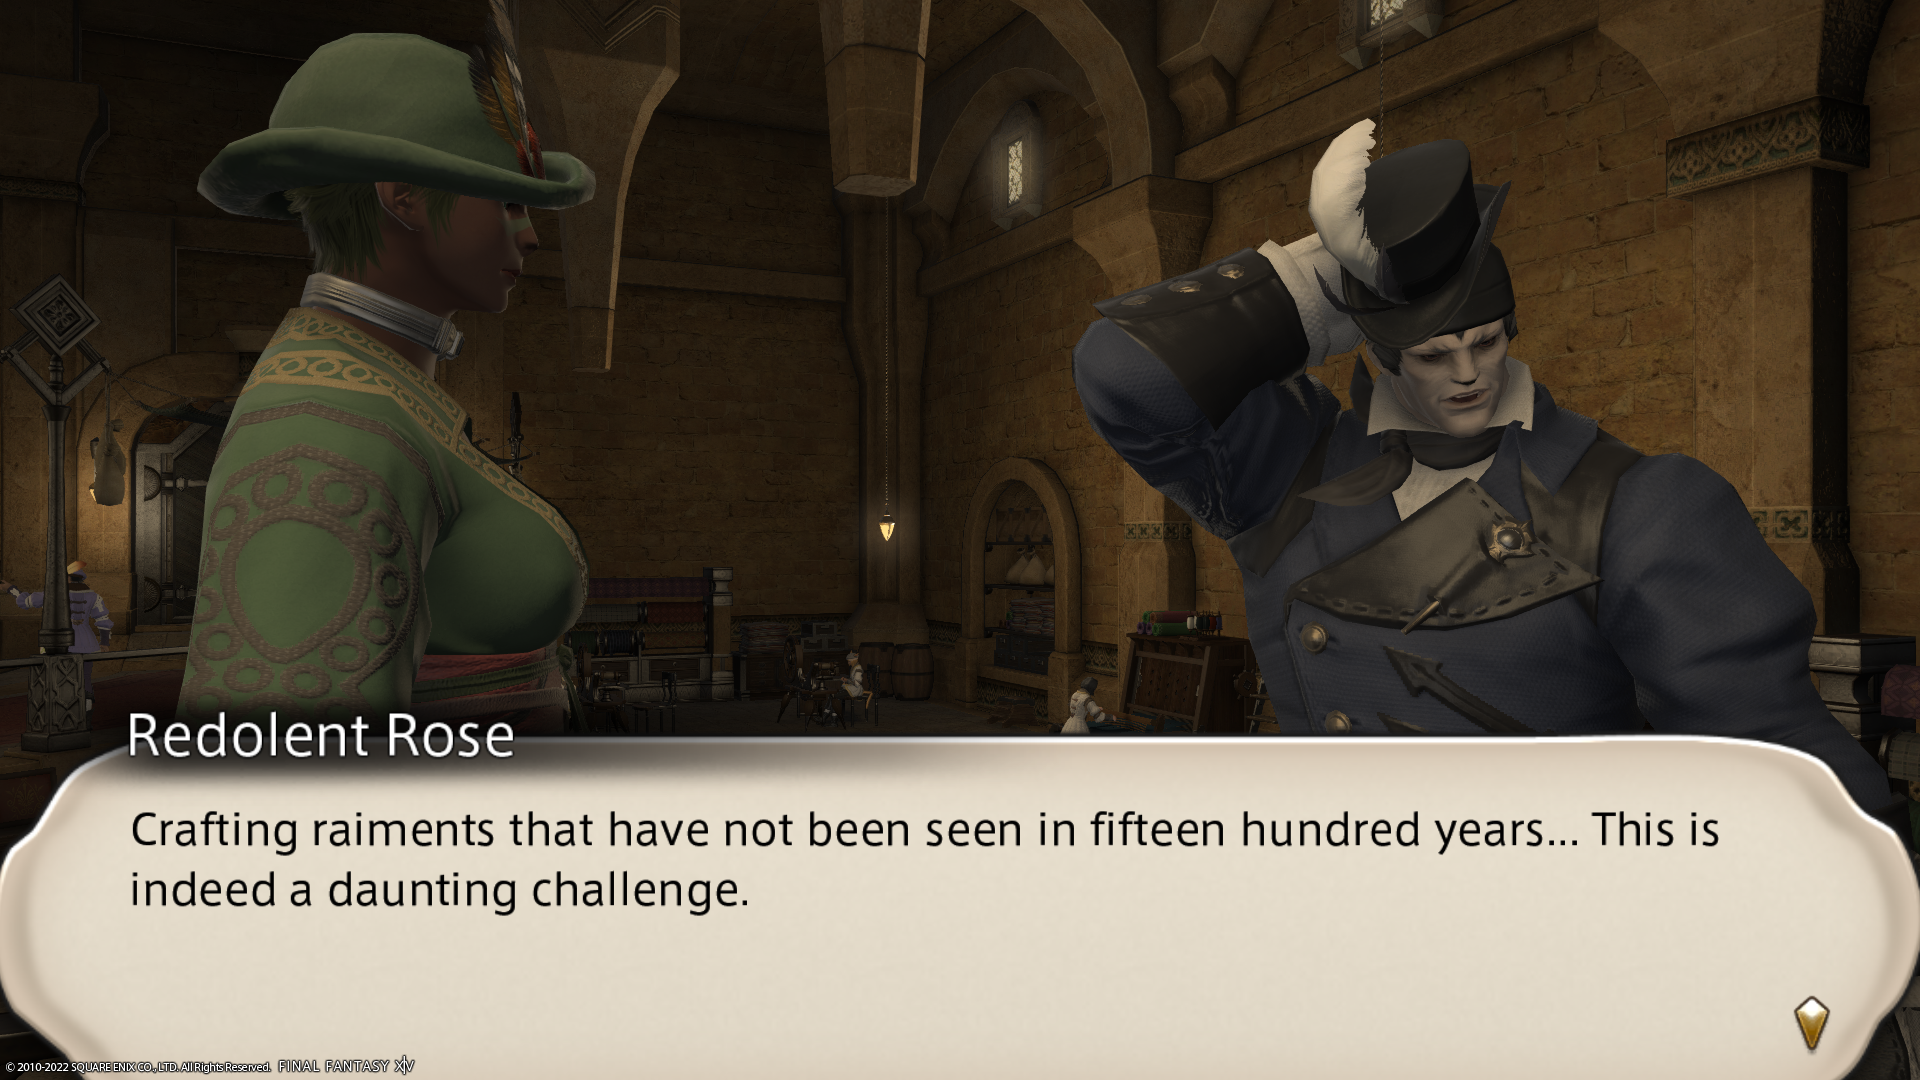 Redolent Rose
Crafting raiments that have not been seen in fifteen hundred years... This is
indeed a daunting challenge.
© 2010-2022 SQUARE ENIX CO., LTD. All Rights Reserved. FINAL FANTASY XIV